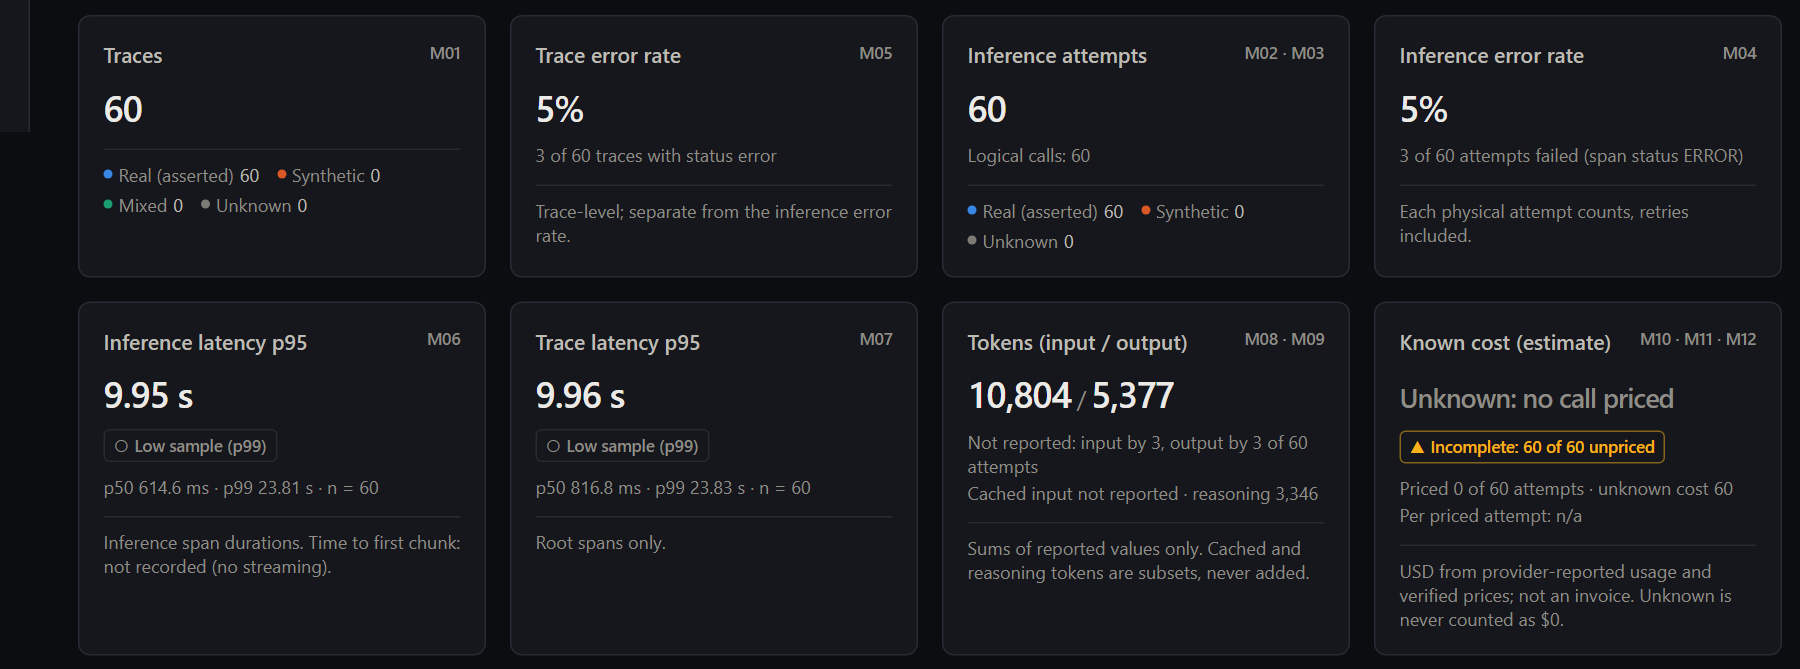 Traces M01
60
Real (asserted) 60 Synthetic 0
Mixed 0 Unknown 0
Trace error rate M05
5%
3 of 60 traces with status error
Trace-level; separate from the inference error
rate.
Inference attempts M02 · M03
60
Logical calls: 60
Real (asserted) 60 Synthetic 0
Unknown 0
Inference error rate M04
5%
3 of 60 attempts failed (span status ERROR)
Each physical attempt counts, retries
included.
Inference latency p95 M06
9.95 s
Low sample (p99)
p50 614.6 ms · p99 23.81 s · n = 60
Inference span durations. Time to first chunk:
not recorded (no streaming).
Trace latency p95 M07
9.96 s
Low sample (p99)
p50 816.8 ms · p99 23.83 s · n = 60
Root spans only.
Tokens (input / output) M08 · M09
10,804 / 5,377
Not reported: input by 3, output by 3 of 60
attempts
Cached input not reported · reasoning 3,346
Sums of reported values only. Cached and
reasoning tokens are subsets, never added.
Known cost (estimate) M10 · M11 · M12
Unknown: no call priced
Incomplete: 60 of 60 unpriced
Priced 0 of 60 attempts · unknown cost 60
Per priced attempt: n/a
USD from provider-reported usage and
verified prices; not an invoice. Unknown is
never counted as $0.